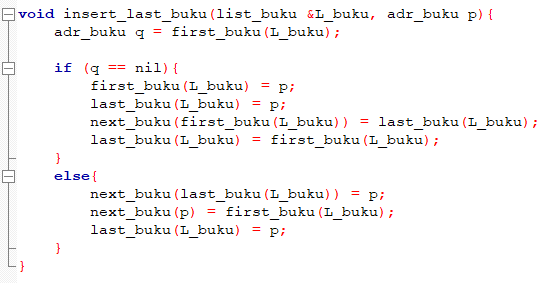 void insert_last_buku(list_buku &L_buku, adr_buku p){
    adr_buku q = first_buku(L_buku);

    if (q == nil){
        first_buku(L_buku) = p;
        last_buku(L_buku) = p;
        next_buku(first_buku(L_buku)) = last_buku(L_buku);
        last_buku(L_buku) = first_buku(L_buku);
    }
    else{
        next_buku(last_buku(L_buku)) = p;
        next_buku(p) = first_buku(L_buku);
        last_buku(L_buku) = p;
    }
}